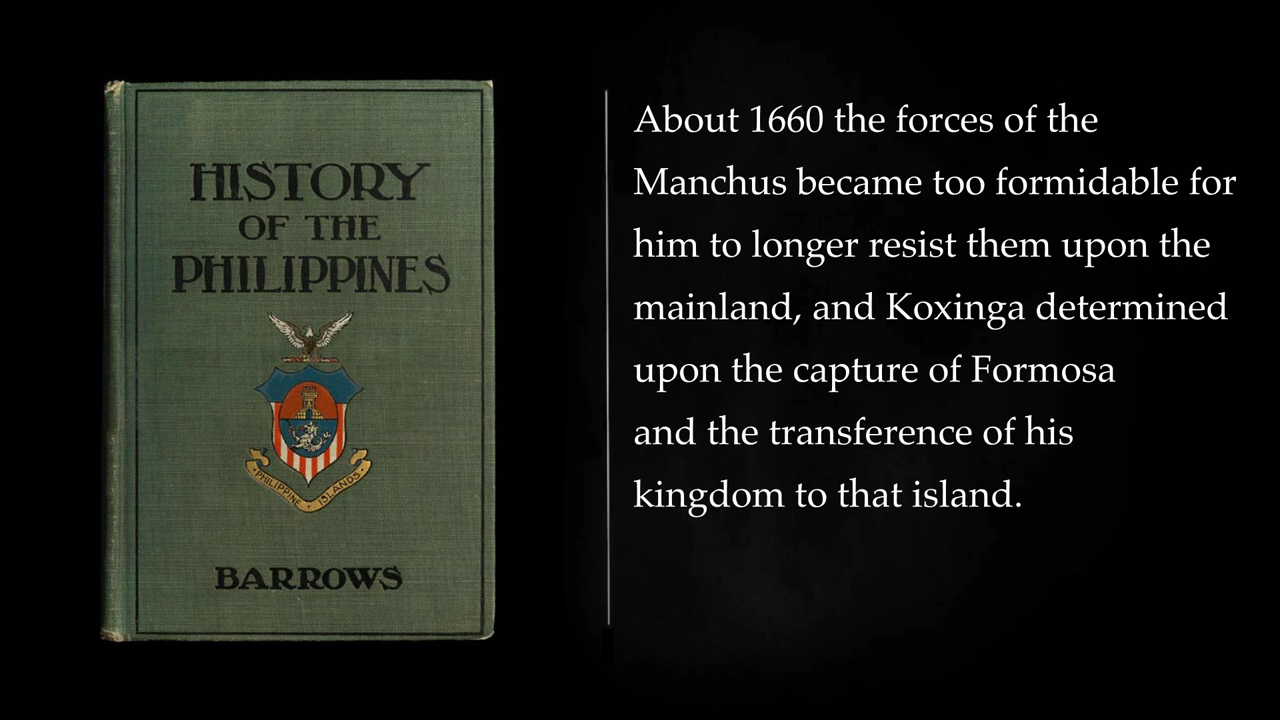 HISTORY
OF THE
PHILIPPINES
PHILIPPINE ISLANDS
BARROWS
About 1660 the forces of the
Manchus became too formidable for
him to longer resist them upon the
mainland, and Koxinga determined
upon the capture of Formosa
and the transference of his
kingdom to that island.